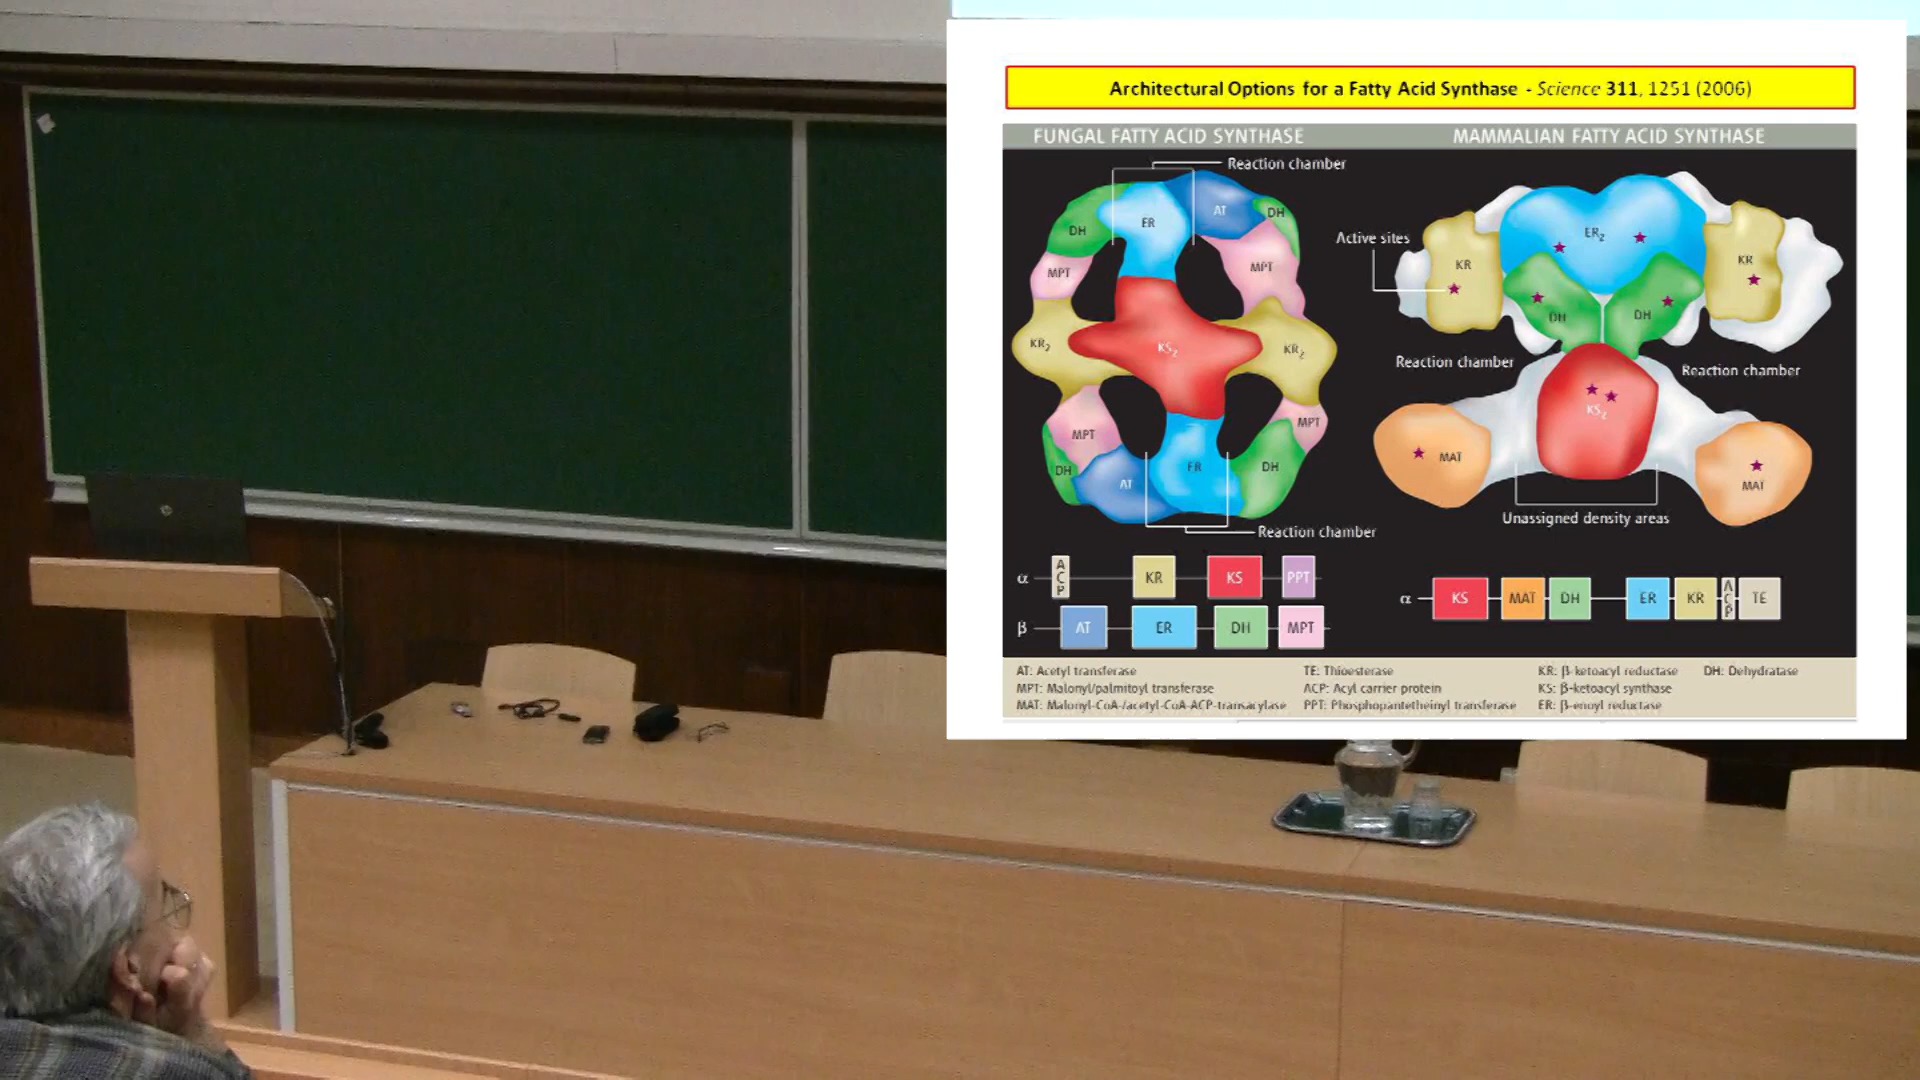 Architectural Options for a Fatty Acid Synthase - Science 311, 1251 (2006)
FUNGAL FATTY ACID SYNTHASE
Reaction chamber
ER
AT
DH
DH
MPT
MPT
KR2
KS2
KR2
MPT
MPT
DH
AT
ER
DH
Reaction chamber
α
ACP
KR
KS
PPT
β
AT
ER
DH
MPT
MAMMALIAN FATTY ACID SYNTHASE
Active sites
ER2
KR
KR
DH
DH
Reaction chamber
Reaction chamber
KS2
MAT
MAT
Unassigned density areas
α
KS
MAT
DH
ER
KR
ACP
TE
AT: Acetyl transferase
MPT: Malonyl/palmitoyl transferase
MAT: Malonyl-CoA-/acetyl-CoA-ACP-transacylase
TE: Thioesterase
ACP: Acyl carrier protein
PPT: Phosphopantetheinyl transferase
KR: β-ketoacyl reductase
KS: β-ketoacyl synthase
ER: β-enoyl reductase
DH: Dehydratase